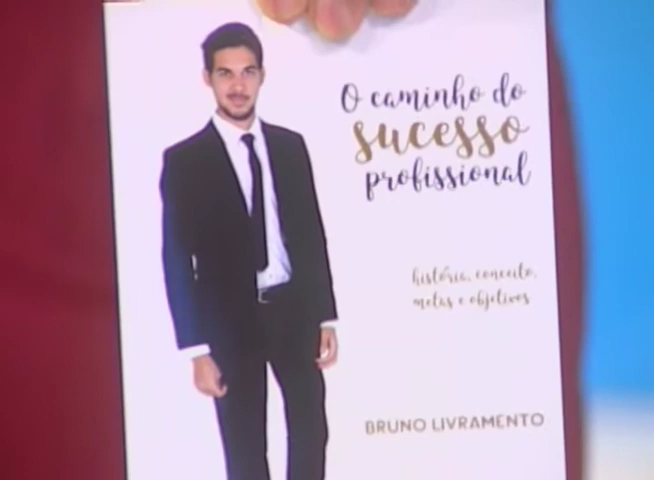 O caminho do
sucesso
profissional
história, conceito,
metas e objetivos
BRUNO LIVRAMENTO